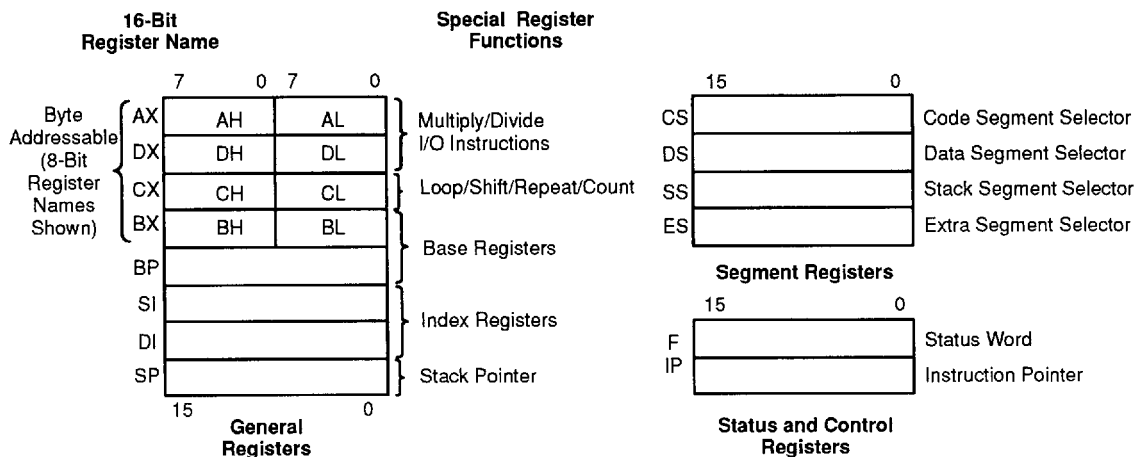 16-Bit
Register Name
Special Register
Functions
7 0 7 0
Byte
Addressable
(8-Bit
Register
Names
Shown)
AX AH AL
DX DH DL
CX CH CL
BX BH BL
BP
SI
DI
SP
15 0
General
Registers
Multiply/Divide
I/O Instructions
Loop/Shift/Repeat/Count
Base Registers
Index Registers
Stack Pointer
15 0
CS Code Segment Selector
DS Data Segment Selector
SS Stack Segment Selector
ES Extra Segment Selector
Segment Registers
15 0
F Status Word
IP Instruction Pointer
Status and Control
Registers